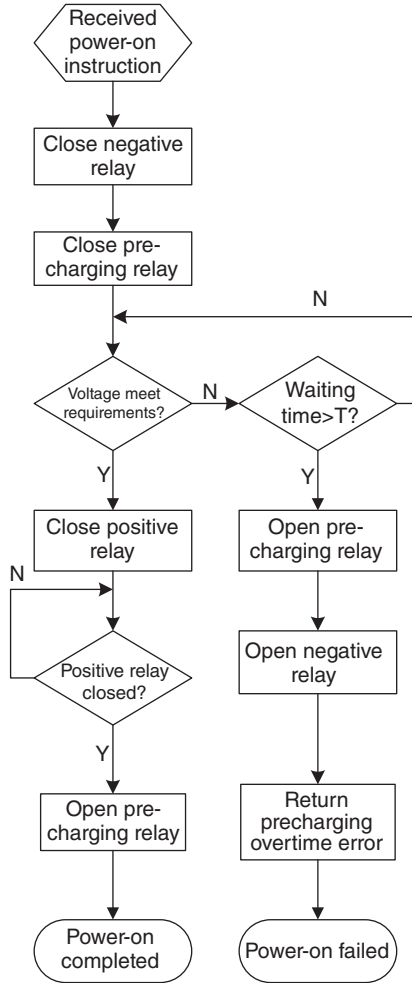 Received
power-on
instruction
Close negative
relay
Close pre-
charging relay
N
Voltage meet
requirements?
N
Waiting
time>T?
Y
Y
Close positive
relay
Open pre-
charging relay
N
Positive relay
closed?
Open negative
relay
Y
Open pre-
charging relay
Return
precharging
overtime error
Power-on
completed
Power-on failed